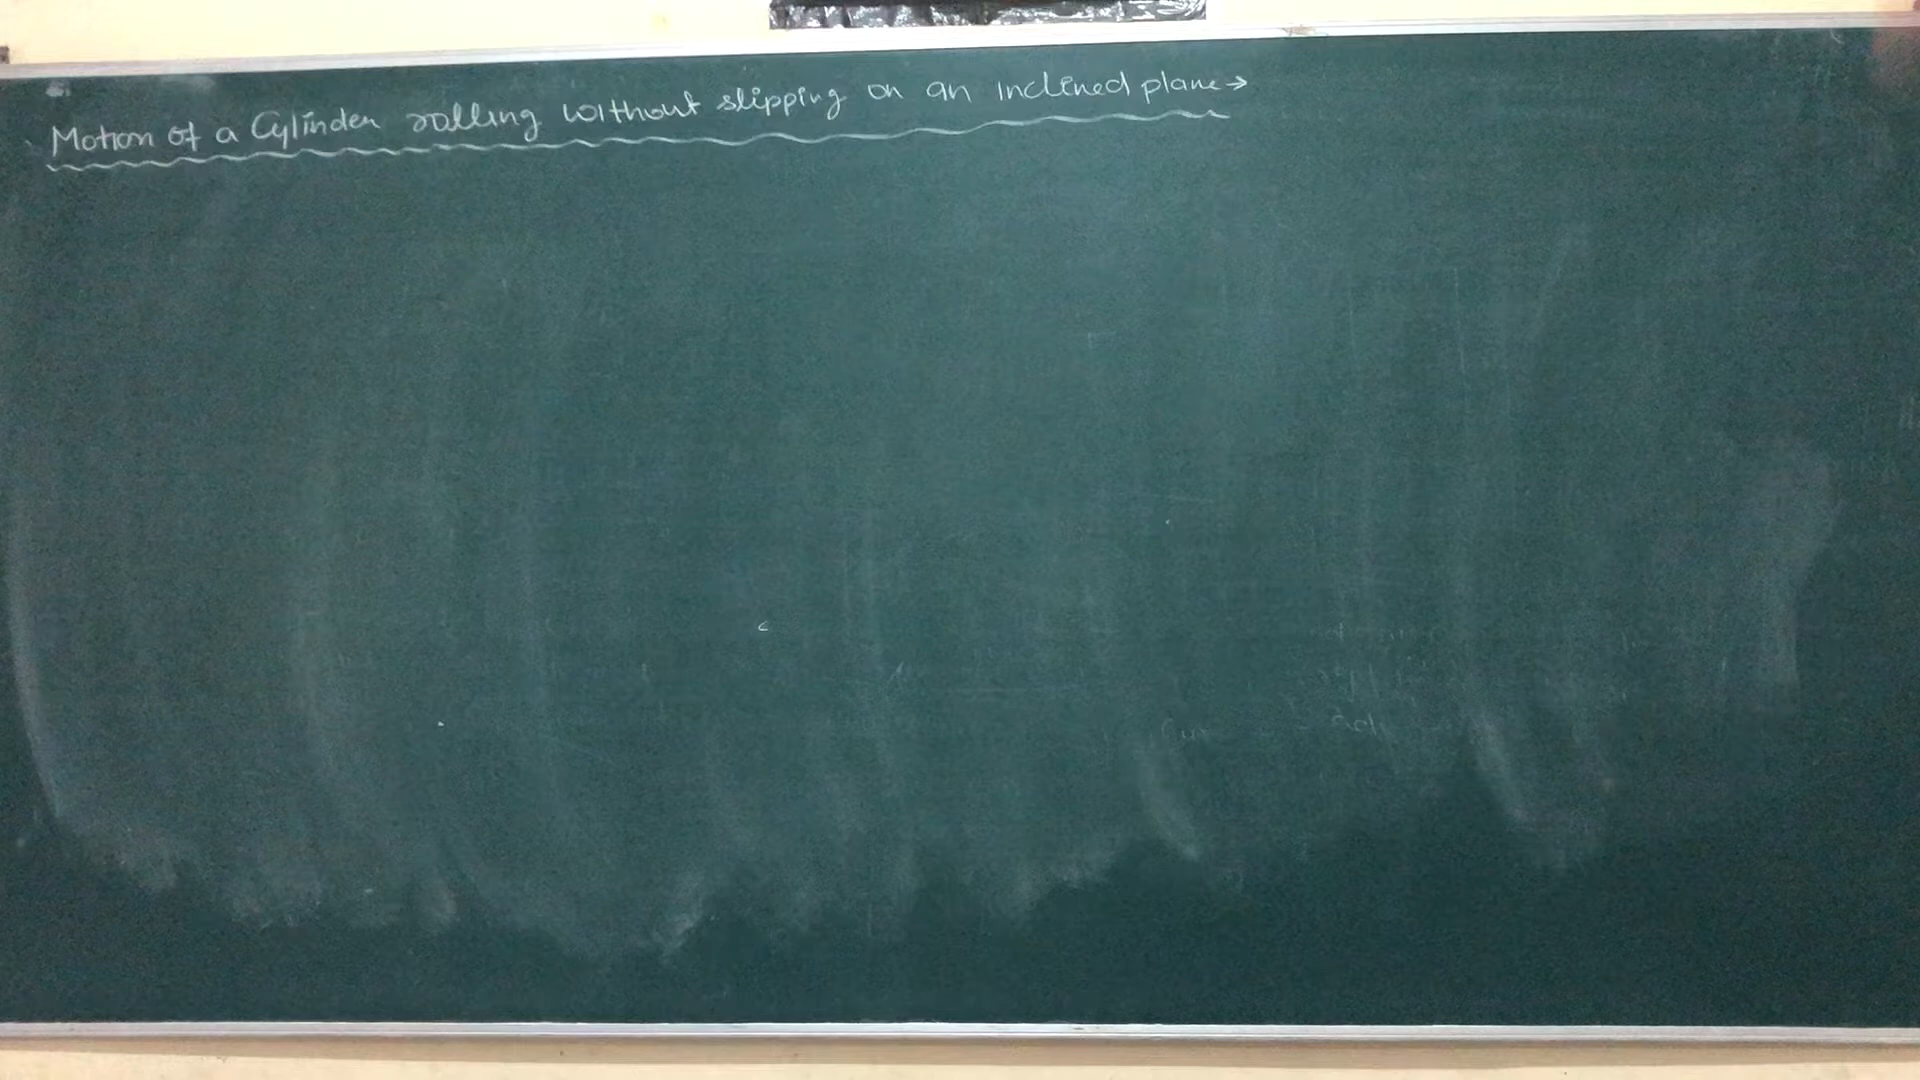 Motion of a Cylinder rolling without slipping on an inclined plane →